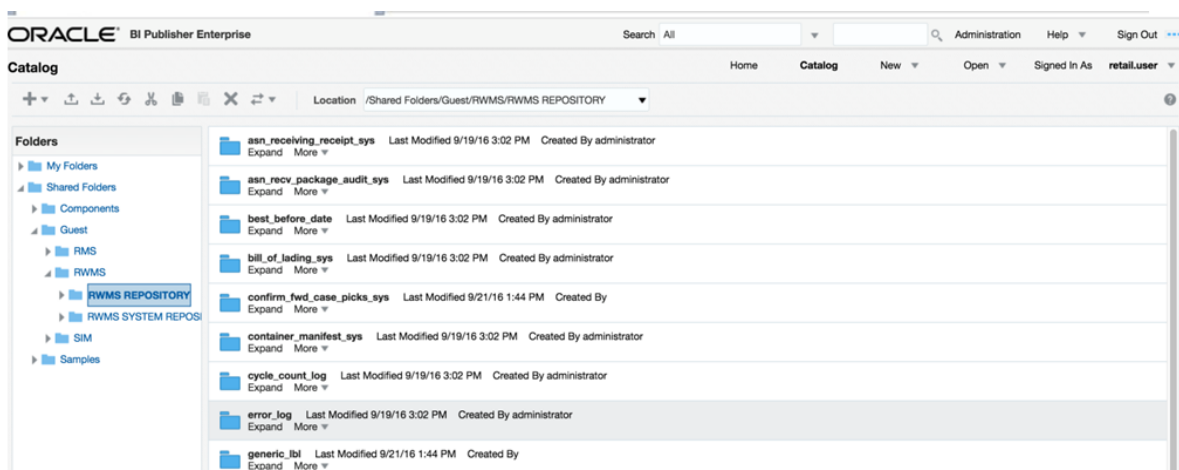 ORACLE® BI Publisher Enterprise Search All Administration Help Sign Out
Catalog Home Catalog New Open Signed In As retail.user
Location /Shared Folders/Guest/RWMS/RWMS REPOSITORY
Folders
My Folders
Shared Folders
Components
Guest
RMS
RWMS
RWMS REPOSITORY
RWMS SYSTEM REPOSI
SIM
Samples
asn_receiving_receipt_sys Last Modified 9/19/16 3:02 PM Created By administrator
Expand More
asn_recv_package_audit_sys Last Modified 9/19/16 3:02 PM Created By administrator
Expand More
best_before_date Last Modified 9/19/16 3:02 PM Created By administrator
Expand More
bill_of_lading_sys Last Modified 9/19/16 3:02 PM Created By administrator
Expand More
confirm_fwd_case_picks_sys Last Modified 9/21/16 1:44 PM Created By
Expand More
container_manifest_sys Last Modified 9/19/16 3:02 PM Created By administrator
Expand More
cycle_count_log Last Modified 9/19/16 3:02 PM Created By administrator
Expand More
error_log Last Modified 9/19/16 3:02 PM Created By administrator
Expand More
generic_lbl Last Modified 9/21/16 1:44 PM Created By
Expand More